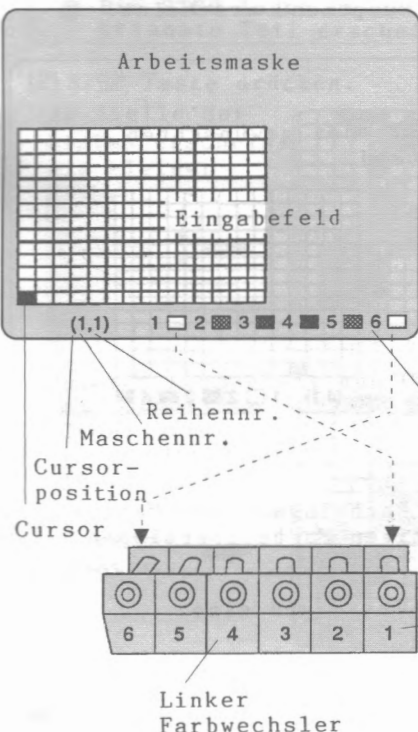 Arbeitsmaske
Eingabefeld
(1,1) 1 2 3 4 5 6
Reihennr.
Maschennr.
Cursor-
position
Cursor
6 5 4 3 2 1
Linker
Farbwechsler